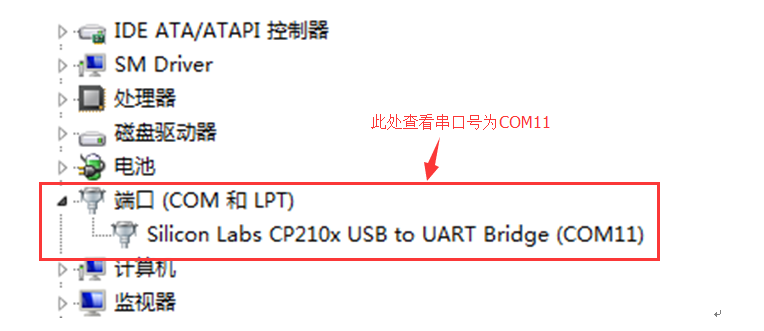 IDE ATA/ATAPI 控制器
SM Driver
处理器
此处查看串口号为COM11
磁盘驱动器
电池
端口 (COM 和 LPT)
Silicon Labs CP210x USB to UART Bridge (COM11)
计算机
监视器